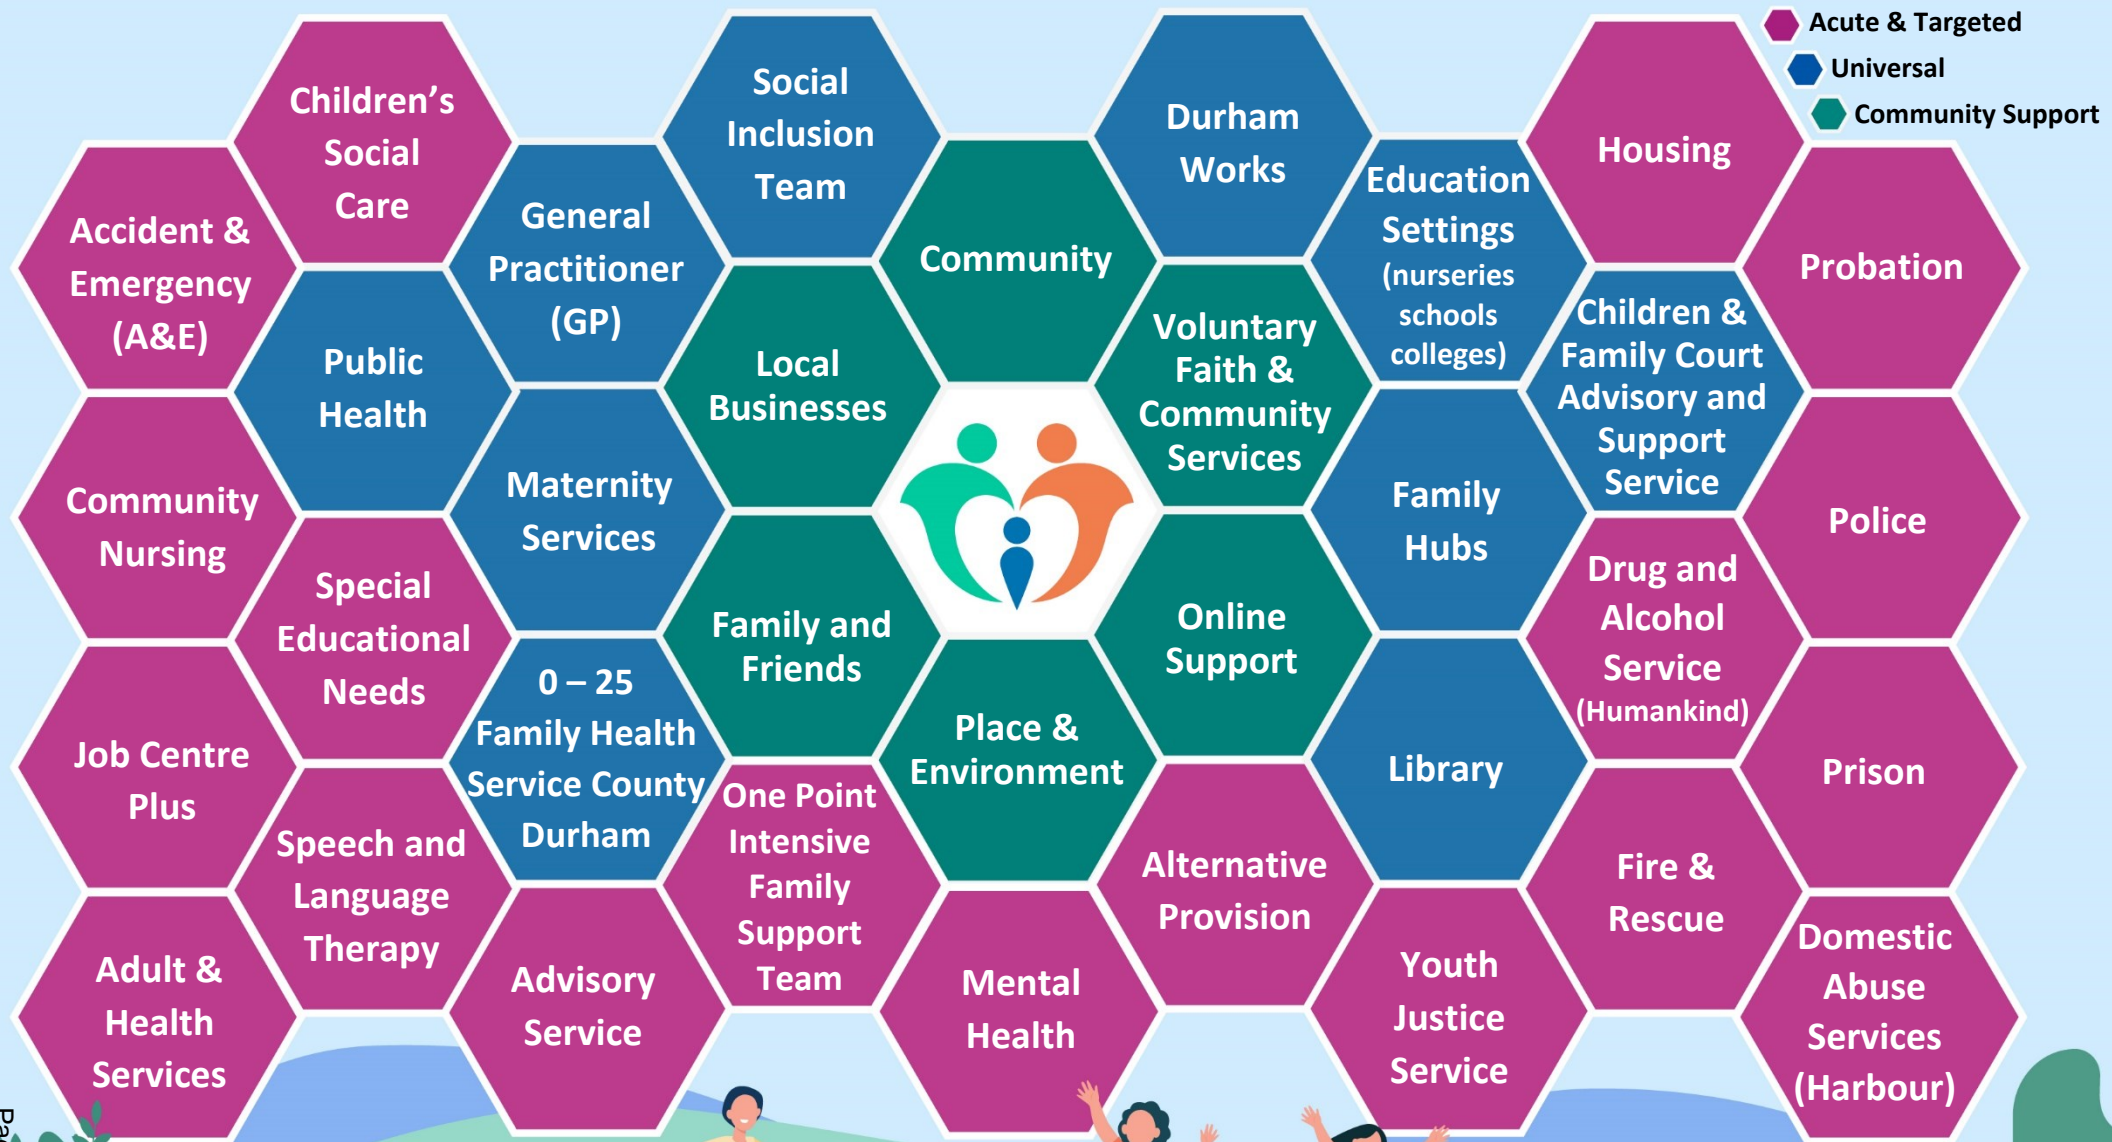 Acute & Targeted
Universal
Community Support
Accident &
Emergency
(A&E)
Community
Nursing
Job Centre
Plus
Adult &
Health
Services
Children's
Social
Care
Public
Health
Special
Educational
Needs
Speech and
Language
Therapy
General
Practitioner
(GP)
Maternity
Services
0 – 25
Family Health
Service County
Durham
Advisory
Service
Social
Inclusion
Team
Local
Businesses
Family and
Friends
One Point
Intensive
Family
Support
Team
Community
Place &
Environment
Mental
Health
Durham
Works
Voluntary
Faith &
Community
Services
Online
Support
Alternative
Provision
Education
Settings
(nurseries
schools
colleges)
Family
Hubs
Library
Youth
Justice
Service
Housing
Children &
Family Court
Advisory and
Support
Service
Drug and
Alcohol
Service
(Humankind)
Fire &
Rescue
Probation
Police
Prison
Domestic
Abuse
Services
(Harbour)